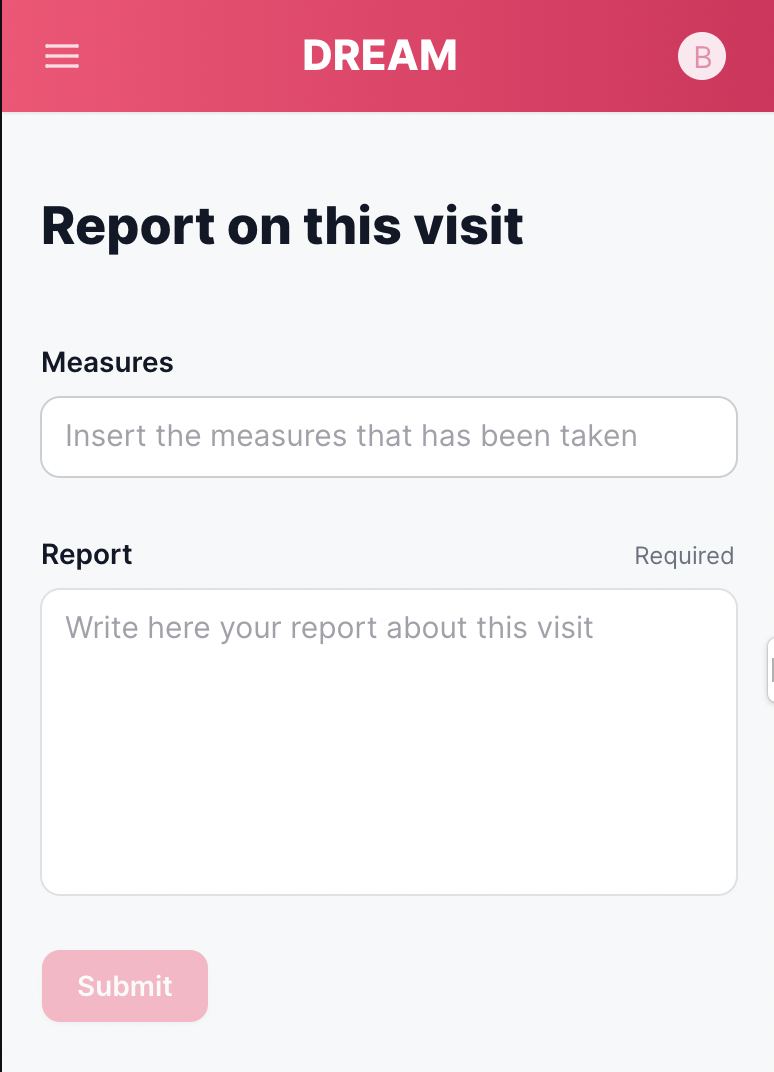 DREAM
B
Report on this visit
Measures
Insert the measures that has been taken
Report
Required
Write here your report about this visit
Submit